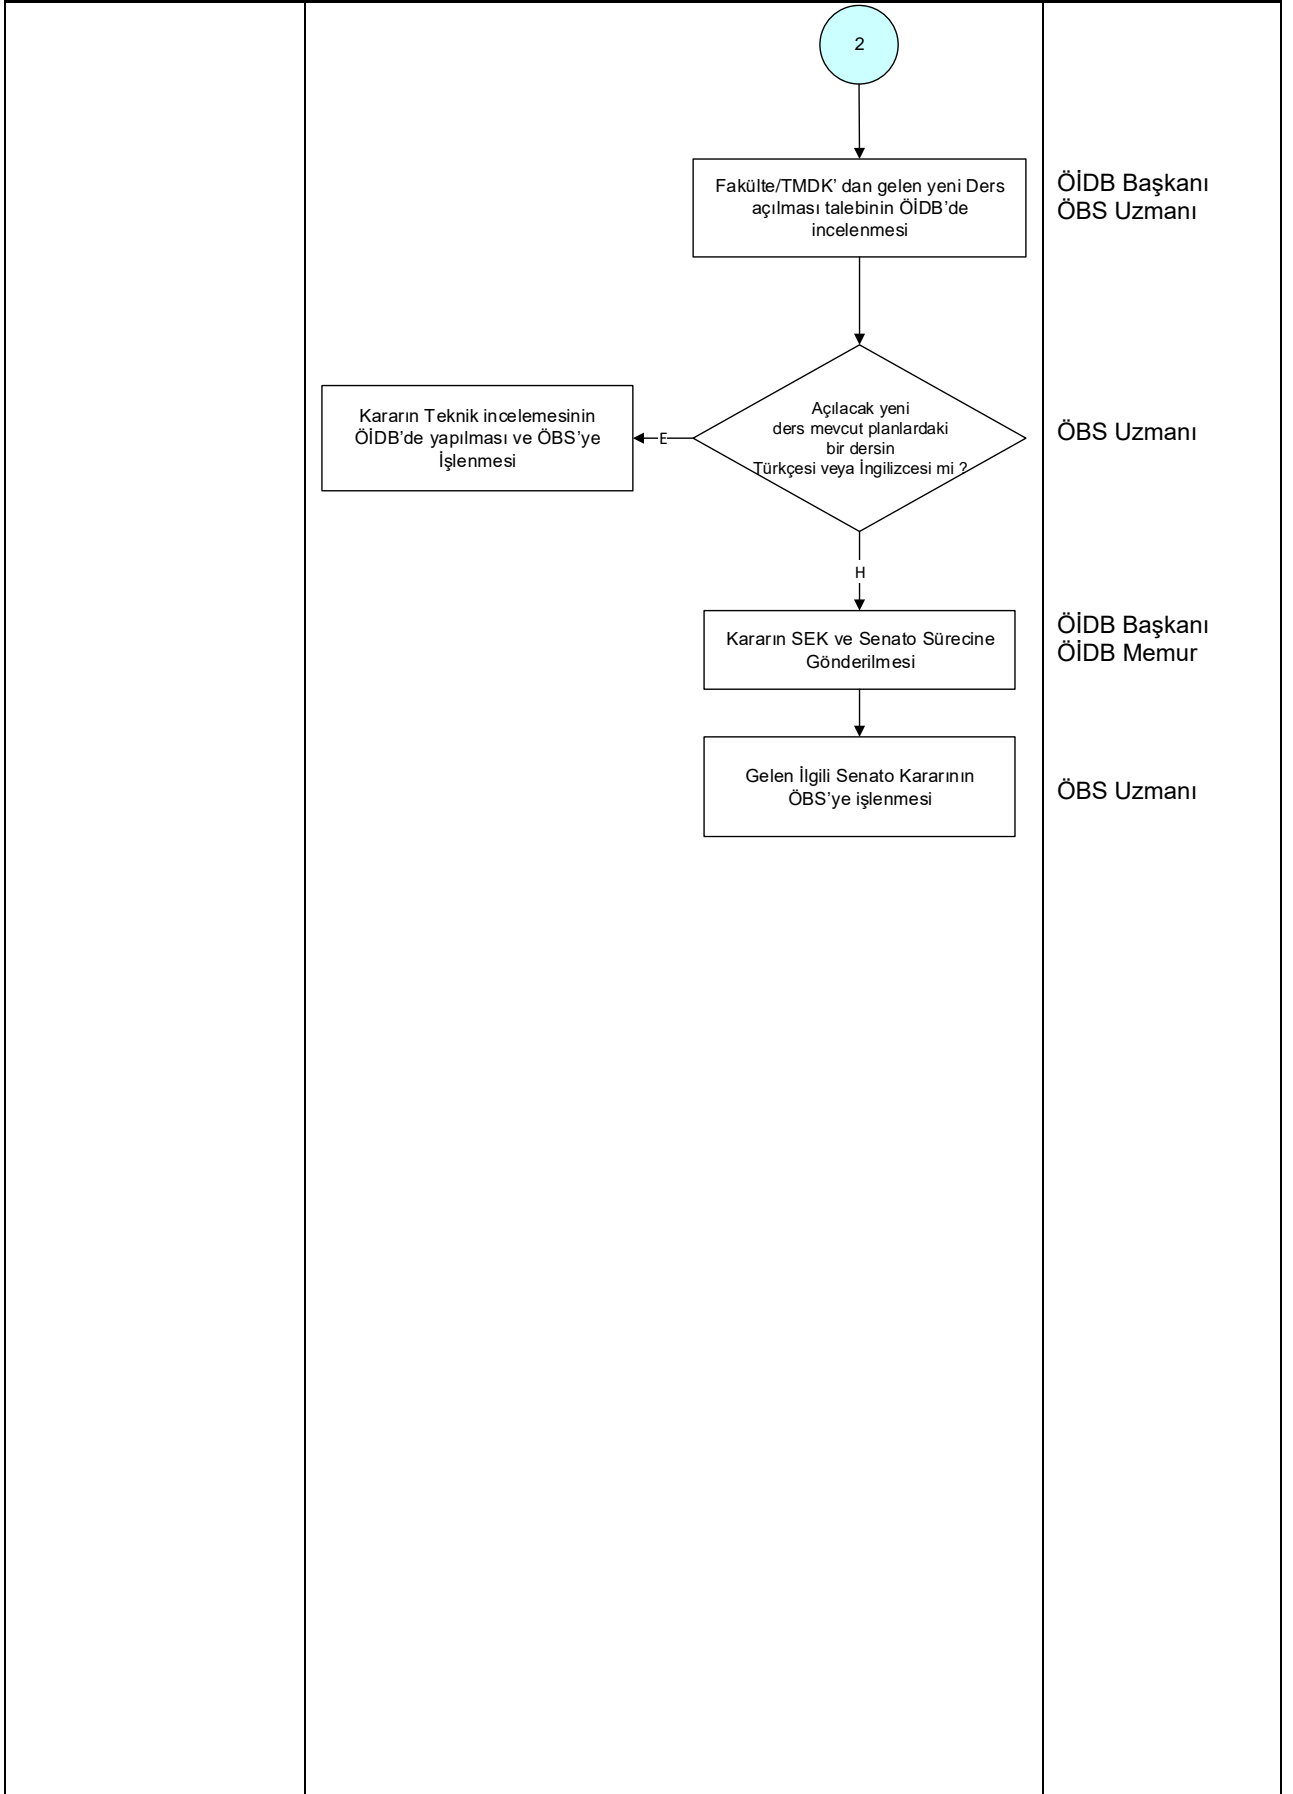 2
Fakülte/TMDK’ dan gelen yeni Ders
açılması talebinin ÖİDB’de
incelenmesi
ÖİDB Başkanı
ÖBS Uzmanı
Kararın Teknik incelemesinin
ÖİDB’de yapılması ve ÖBS’ye
İşlenmesi
E
Açılacak yeni
ders mevcut planlardaki
bir dersin
Türkçesi veya İngilizcesi mi ?
ÖBS Uzmanı
H
Kararın SEK ve Senato Sürecine
Gönderilmesi
ÖİDB Başkanı
ÖİDB Memur
Gelen İlgili Senato Kararının
ÖBS’ye işlenmesi
ÖBS Uzmanı